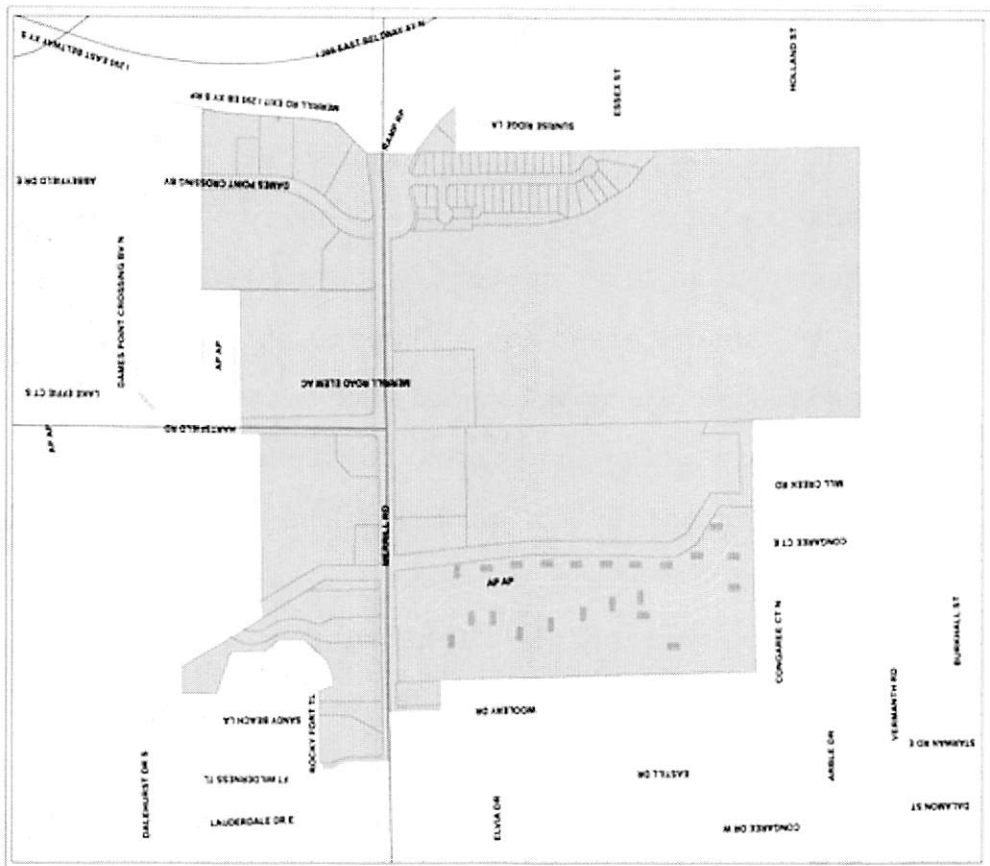 I 295 EAST BELTWAY XY S
I 295 EAST BELTWAY XY N
MERRILL RD EXIT I 295 EB XY S RP
RAMP RP
SUNRISE RIDGE LA
ESSEX ST
HOLLAND ST
ABBEYFIELD DR E
DAMES POINT CROSSING BV
DAMES POINT CROSSING BV N
AP AP
LAKE EFFIE CT S
MERRILL ROAD ELEM AC
AP AP
HARTSFIELD RD
MILL CREEK RD
MERRILL RD
CONGAREE CT E
AP AP
CONGAREE CT N
BURKHALL ST
WOOLERY DR
SANDY BEACH LA
ROCKY FORT TL
VERMANTH RD
STARMAN RD E
DALEHURST DR S
FT WILDERNESS TL
EASTILL DR
ARBLE DR
LAUDERDALE DR E
ELVIA DR
CONGAREE DR W
DALAMON ST